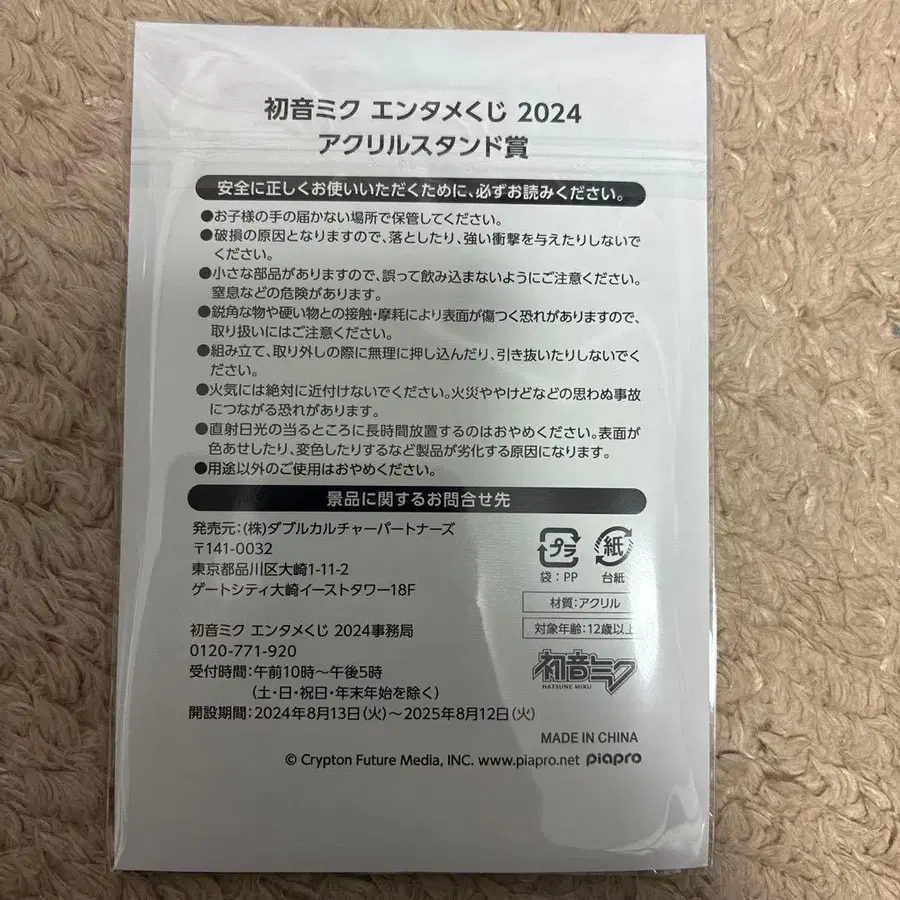 初音ミク エンタメくじ 2024
アクリルスタンド賞
安全に正しくお使いいただくために、必ずお読みください。
●お子様の手の届かない場所で保管してください。
●破損の原因となりますので、落としたり、強い衝撃を与えたりしないで
ください。
●小さな部品がありますので、誤って飲み込まないようにご注意ください。
窒息などの危険があります。
●鋭角な物や硬い物との接触・摩耗により表面が傷つく恐れがありますので、
取り扱いにはご注意ください。
●組み立て、取り外しの際に無理に押し込んだり、引き抜いたりしないでく
ださい。
●火気には絶対に近付けないでください。火災ややけどなどの思わぬ事故
につながる恐れがあります。
●直射日光の当るところに長時間放置するのはおやめください。表面が
色あせしたり、変色したりするなど製品が劣化する原因になります。
●用途以外のご使用はおやめください。
景品に関するお問合せ先
発売元：(株)ダブルカルチャーパートナーズ
〒141-0032
東京都品川区大崎1-11-2
ゲートシティ大崎イーストタワー18F
プラ
紙
袋：PP
台紙
材質：アクリル
対象年齢：12歳以上
初音ミク エンタメくじ 2024事務局
0120-771-920
受付時間：午前10時～午後5時
(土・日・祝日・年末年始を除く)
開設期間：2024年8月13日(火)～2025年8月12日(火)
初音ミク
HATSUNE MIKU
MADE IN CHINA
© Crypton Future Media, INC. www.piapro.net piapro